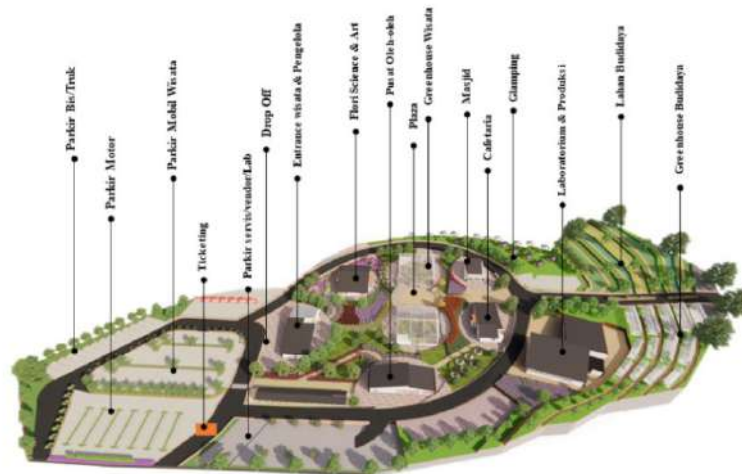 Parkir Bis/Truk
Parkir Motor
Parkir Mobil Wisata
Ticketing
Parkir servis/vendor/Lab
Drop Off
Entrance wisata & Pengelola
Flori Science & Art
Pusat Oleh-oleh
Plaza
Greenhouse Wisata
Masjid
Cafetaria
Glamping
Laboratorium & Produksi
Lahan Budidaya
Greenhouse Budidaya